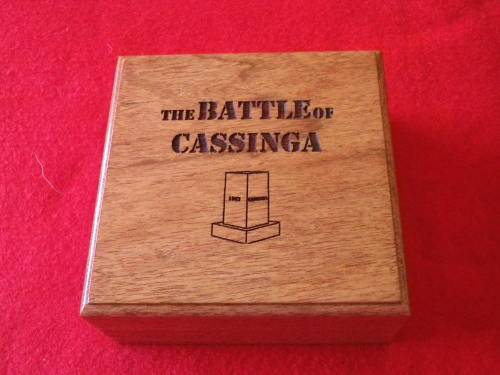 THE BATTLE OF
CASSINGA